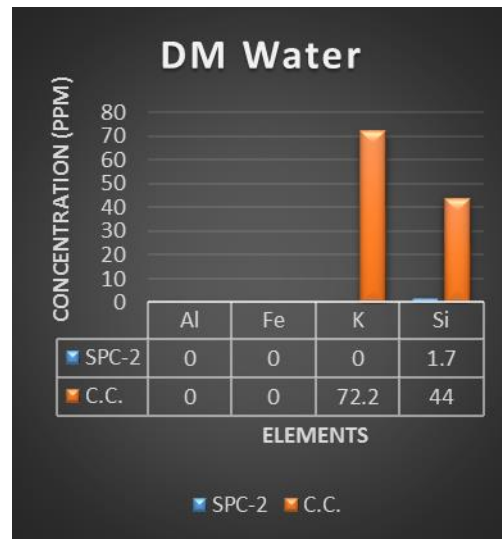 DM Water
CONCENTRATION (PPM)
80
70
60
50
40
30
20
10
0
Al Fe K Si
SPC-2 0 0 0 1.7
C.C. 0 0 72.2 44
ELEMENTS
SPC-2 C.C.